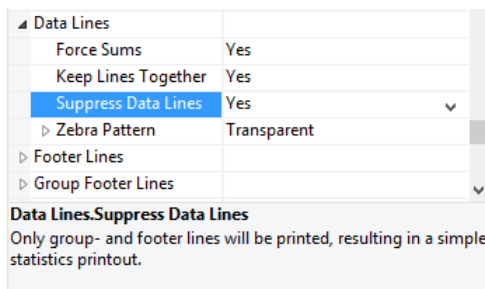 Data Lines
Force Sums Yes
Keep Lines Together Yes
Suppress Data Lines Yes
Zebra Pattern Transparent
Footer Lines
Group Footer Lines
Data Lines.Suppress Data Lines
Only group- and footer lines will be printed, resulting in a simple
statistics printout.